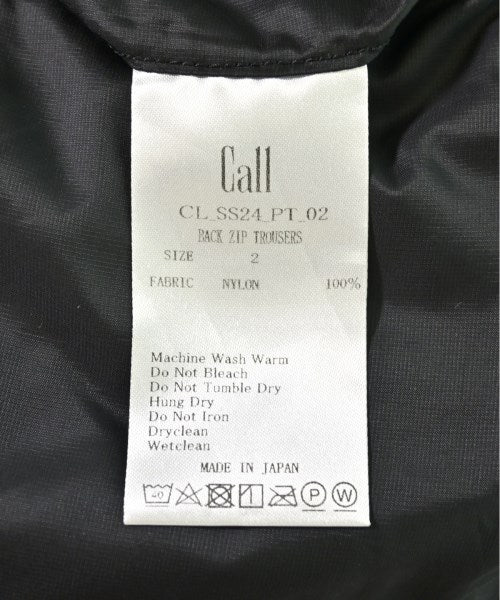 Call
CL_SS24_PT_02
BACK ZIP TROUSERS
SIZE 2
FABRIC NYLON 100%
Machine Wash Warm
Do Not Bleach
Do Not Tumble Dry
Hung Dry
Do Not Iron
Dryclean
Wetclean
MADE IN JAPAN
40 P W